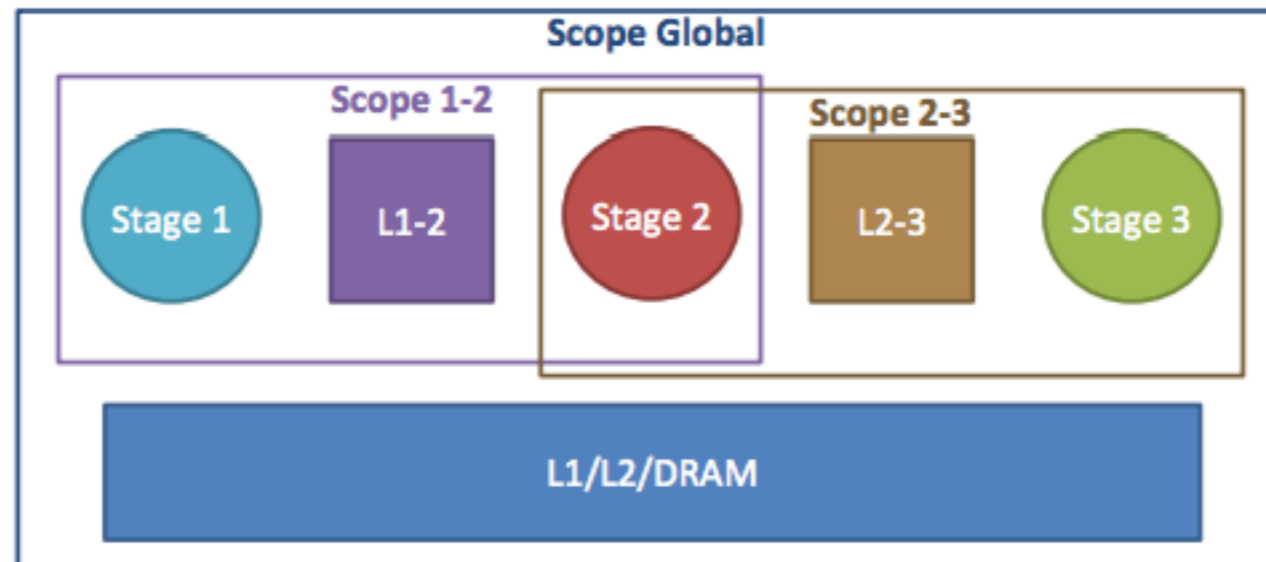 Scope Global
Scope 1-2
Scope 2-3
Stage 1
L1-2
Stage 2
L2-3
Stage 3
L1/L2/DRAM